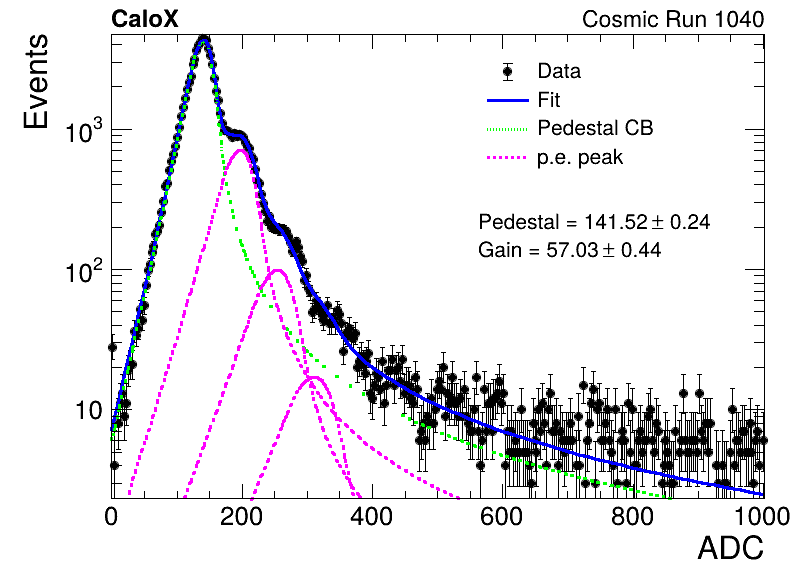 CaloX Cosmic Run 1040
Events
Data
Fit
Pedestal CB
p.e. peak
Pedestal = 141.52 ± 0.24
Gain = 57.03 ± 0.44
10³
10²
10
0 200 400 600 800 1000
ADC